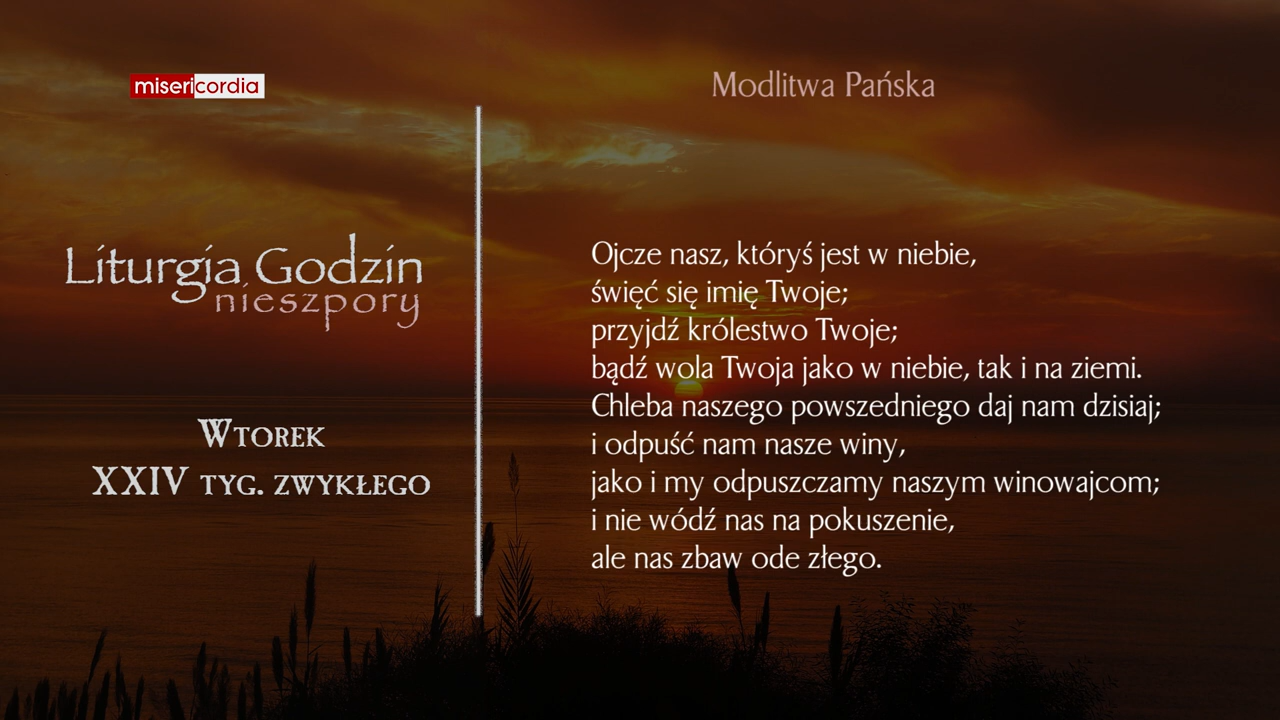 misericordia
Liturgia Godzin
nieszpory
Wtorek
XXIV tyg. zwykłego
Modlitwa Pańska
Ojcze nasz, któryś jest w niebie,
święć się imię Twoje;
przyjdź królestwo Twoje;
bądź wola Twoja jako w niebie, tak i na ziemi.
Chleba naszego powszedniego daj nam dzisiaj;
i odpuść nam nasze winy,
jako i my odpuszczamy naszym winowajcom;
i nie wódź nas na pokuszenie,
ale nas zbaw ode złego.